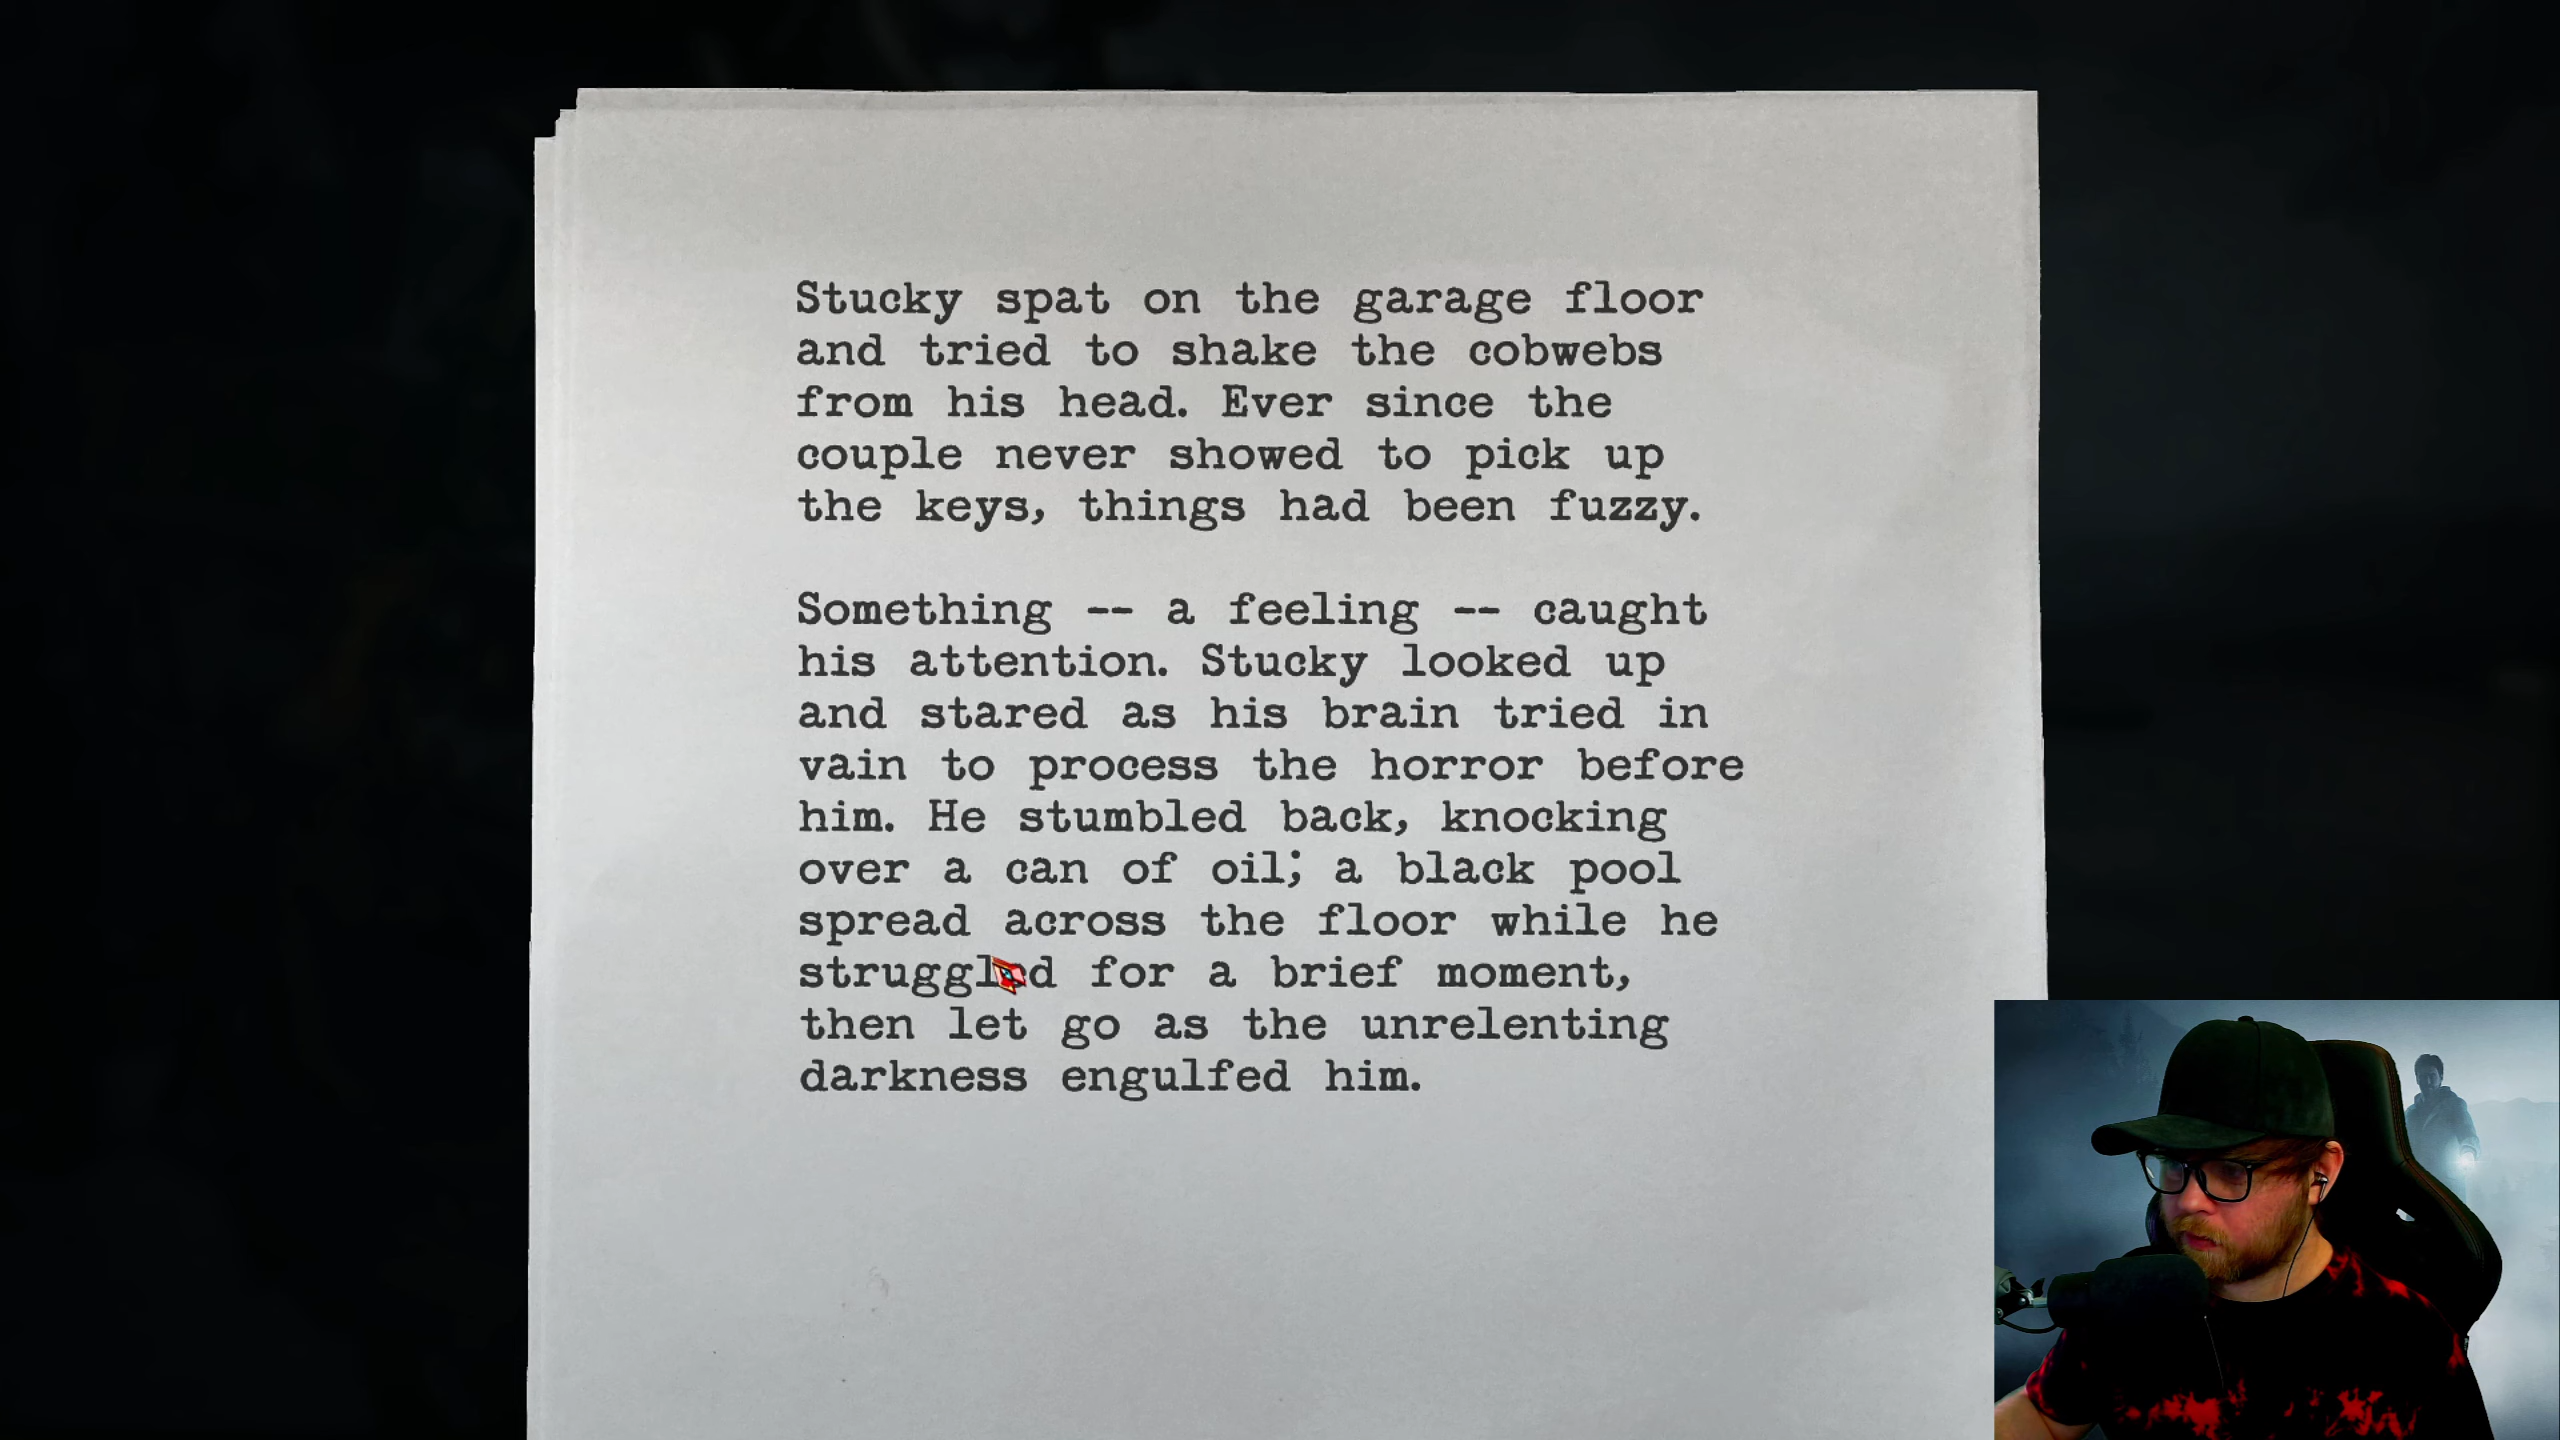 Stucky spat on the garage floor
and tried to shake the cobwebs
from his head. Ever since the
couple never showed to pick up
the keys, things had been fuzzy.
Something -- a feeling -- caught
his attention. Stucky looked up
and stared as his brain tried in
vain to process the horror before
him. He stumbled back, knocking
over a can of oil; a black pool
spread across the floor while he
struggled for a brief moment,
then let go as the unrelenting
darkness engulfed him.